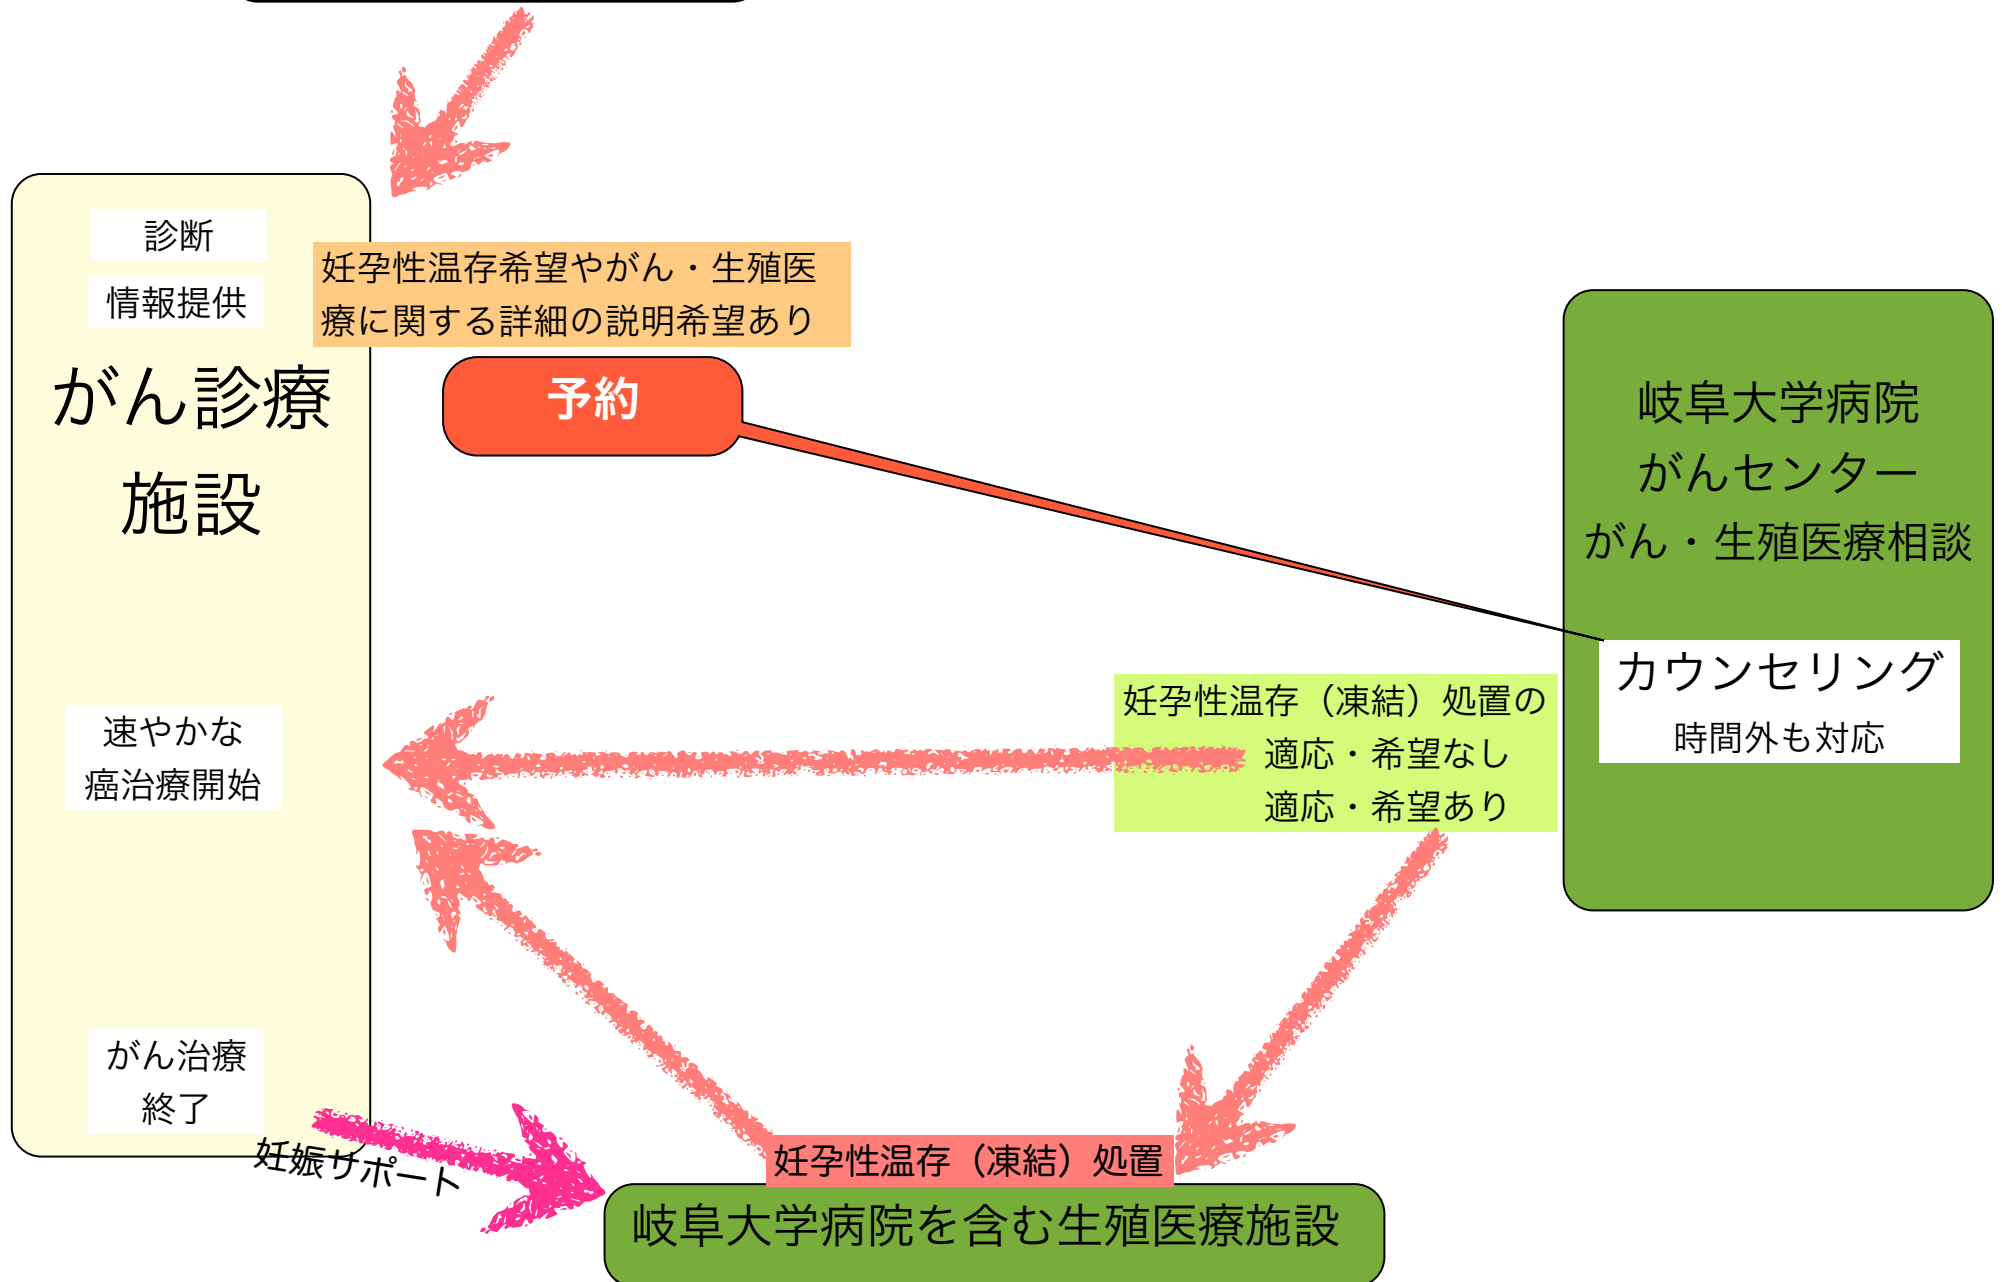 診断
情報提供
妊孕性温存希望やがん・生殖医
療に関する詳細の説明希望あり
がん診療
施設
予約
岐阜大学病院
がんセンター
がん・生殖医療相談
カウンセリング
時間外も対応
妊孕性温存（凍結）処置の
適応・希望なし
適応・希望あり
速やかな
癌治療開始
がん治療
終了
妊娠サポート
妊孕性温存（凍結）処置
岐阜大学病院を含む生殖医療施設